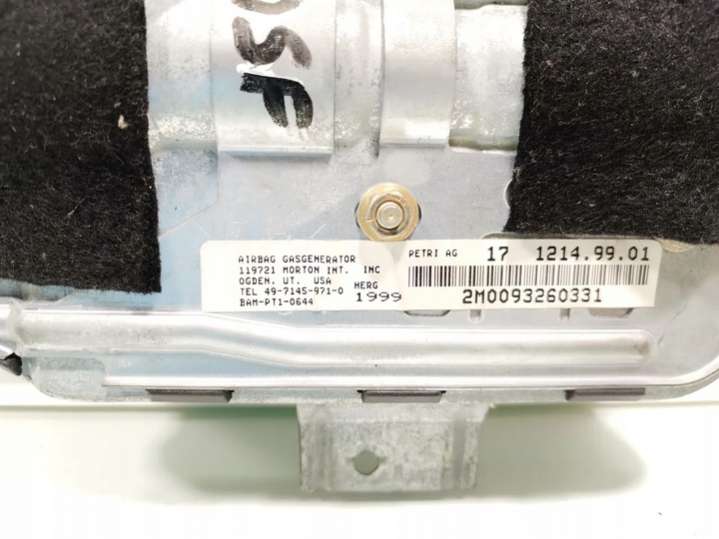 OSF
AIRBAG GASGENERATOR
119721 MORTON INT. INC
OGDEN. UT. USA
TEL 49-7145-971-0
BAM-PT1-0644
HERG
1999
PETRI AG
17 1214.99.01
2M0093260331